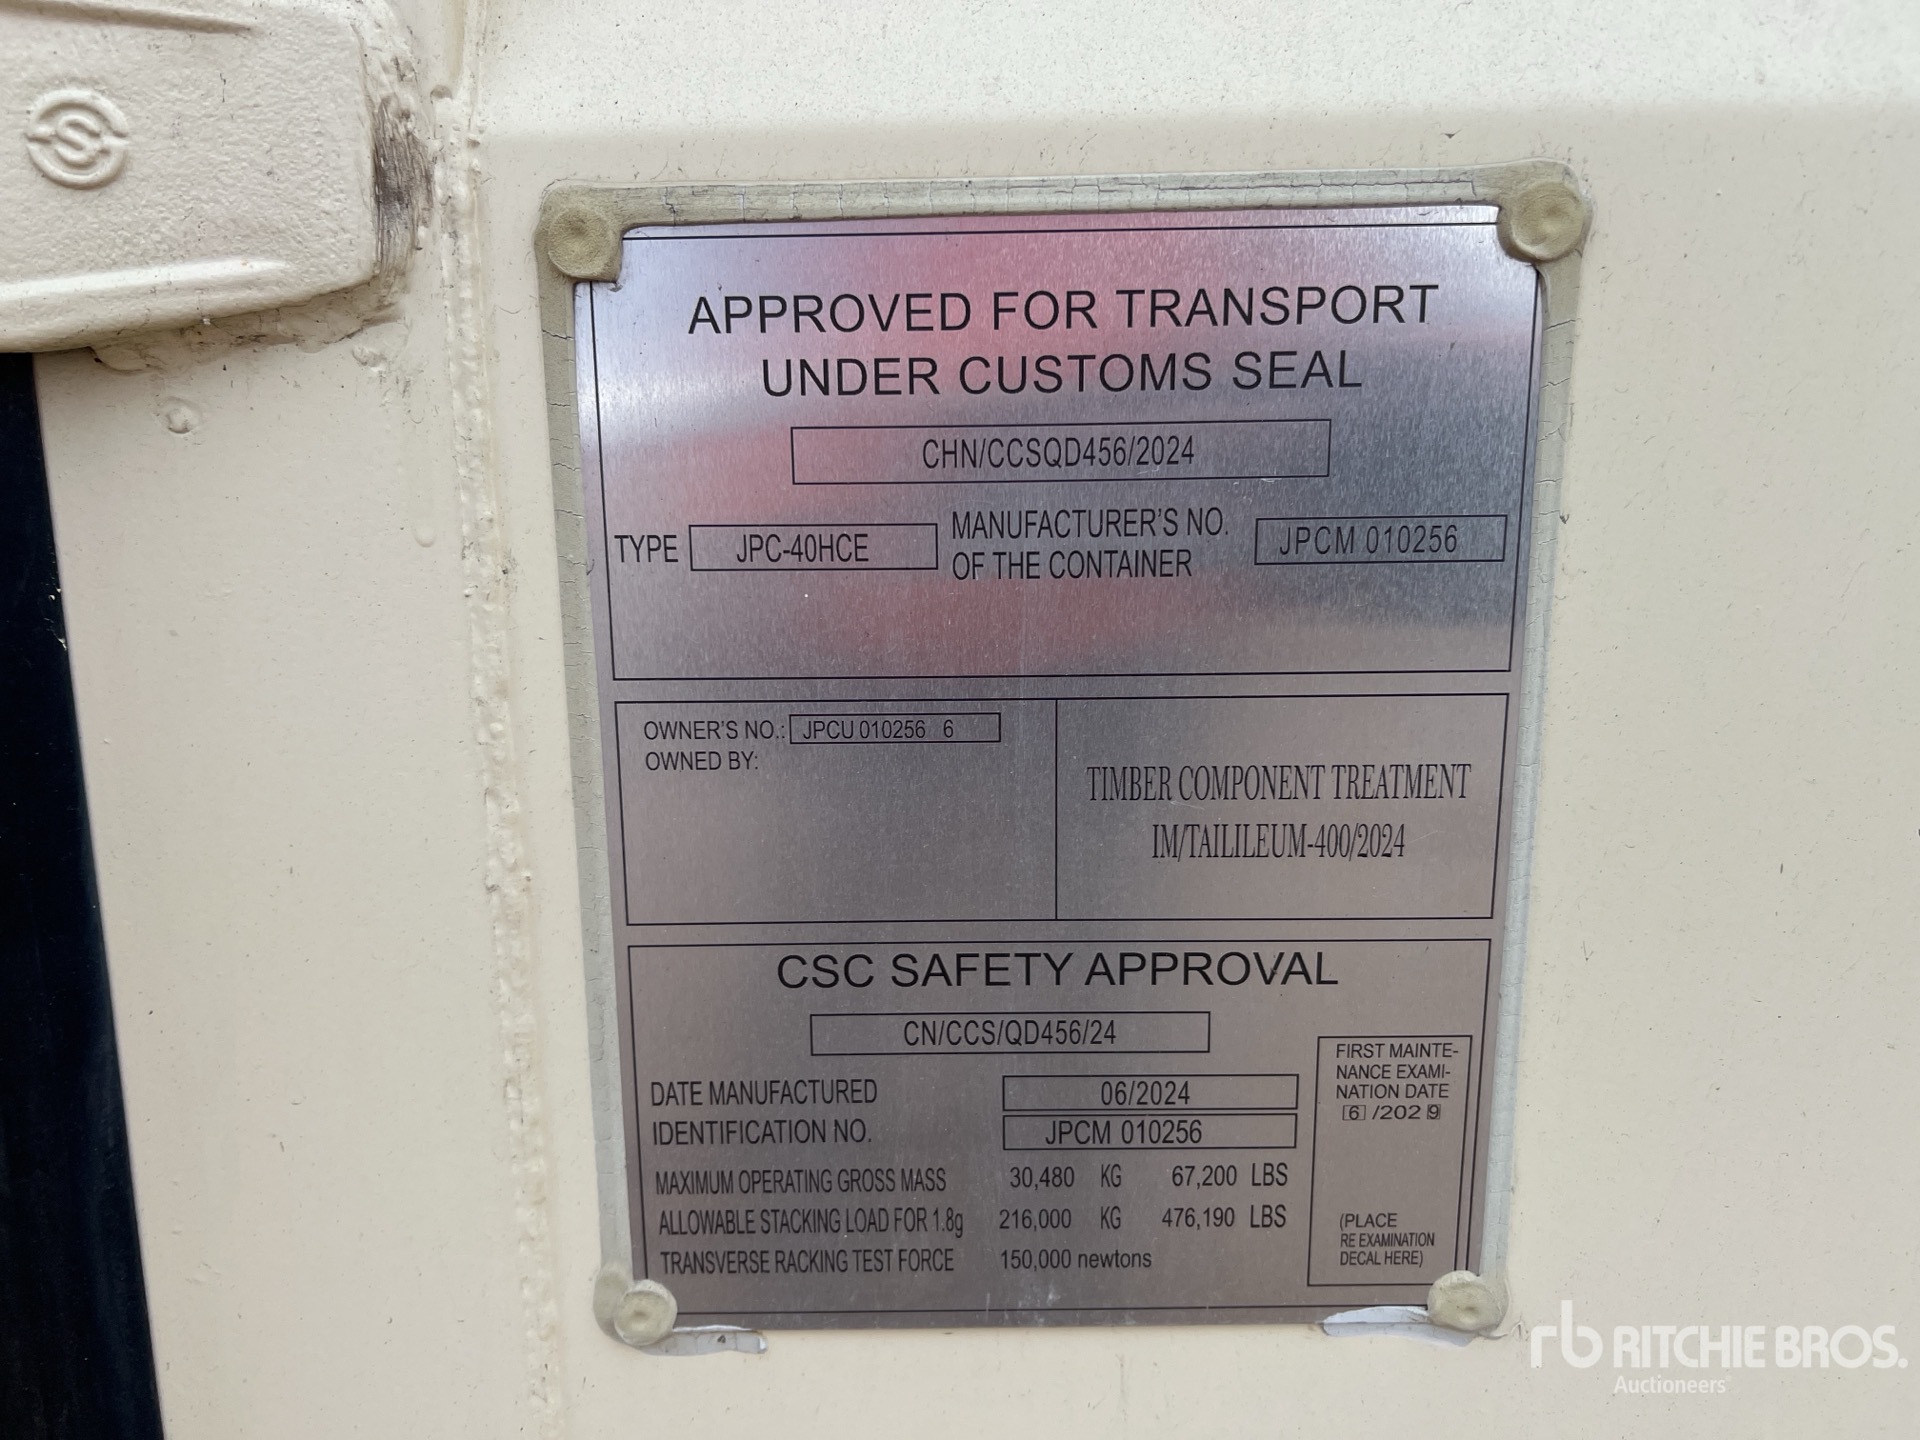 S
APPROVED FOR TRANSPORT
UNDER CUSTOMS SEAL
CHN/CCSQD456/2024
TYPE JPC-40HCE MANUFACTURER'S NO. OF THE CONTAINER JPCM 010256
OWNER'S NO.: JPCU 010256 6
OWNED BY:
TIMBER COMPONENT TREATMENT
IM/TAILILEUM-400/2024
CSC SAFETY APPROVAL
CN/CCS/QD456/24
DATE MANUFACTURED 06/2024
IDENTIFICATION NO. JPCM 010256
MAXIMUM OPERATING GROSS MASS 30,480 KG 67,200 LBS
ALLOWABLE STACKING LOAD FOR 1.8g 216,000 KG 476,190 LBS
TRANSVERSE RACKING TEST FORCE 150,000 newtons
FIRST MAINTE-
NANCE EXAMI-
NATION DATE
6 /202 9
(PLACE
RE EXAMINATION
DECAL HERE)
rb RITCHIE BROS.
Auctioneers